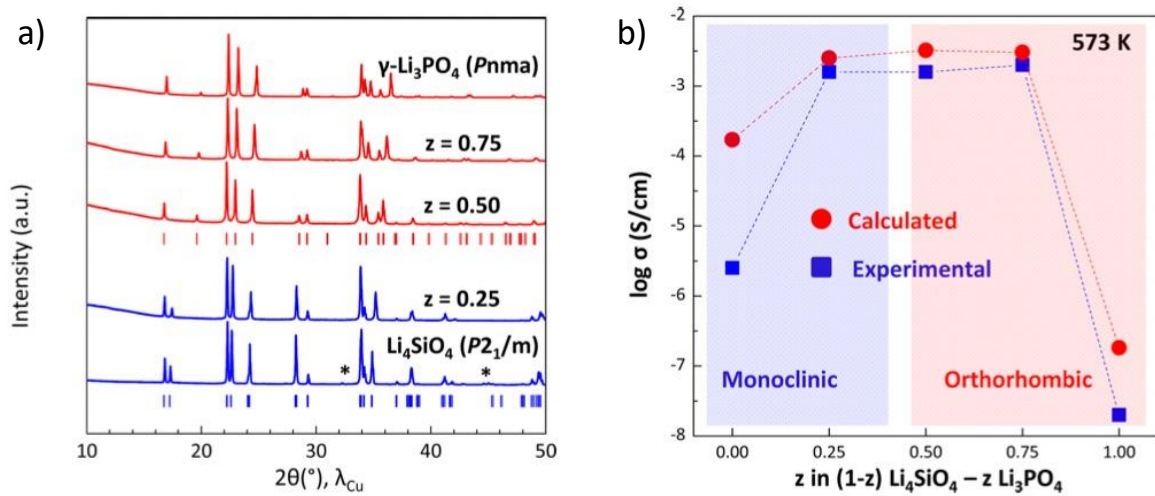 a)
Intensity (a.u.)
γ-Li₃PO₄ (Pnma)
z = 0.75
z = 0.50
z = 0.25
Li₄SiO₄ (P2₁/m)
* *
10 20 30 40 50
2θ(°), λCu
b)
log σ (S/cm)
-2
-3
-4
-5
-6
-7
-8
573 K
Calculated
Experimental
Monoclinic
Orthorhombic
0.00 0.25 0.50 0.75 1.00
z in (1-z) Li₄SiO₄ – z Li₃PO₄